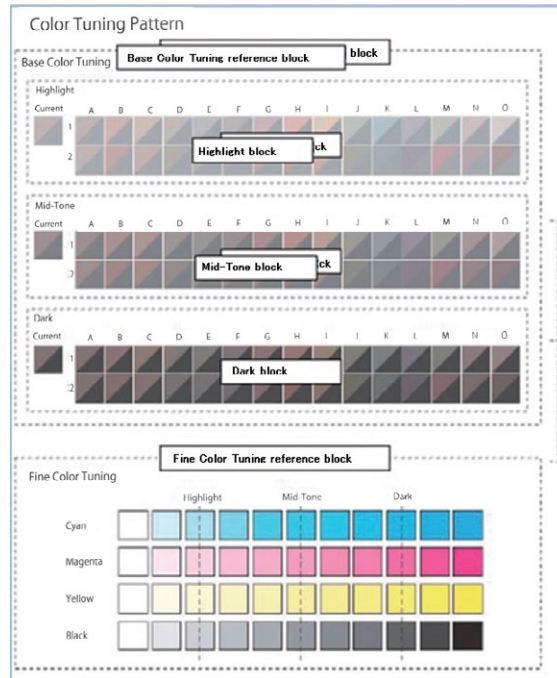 Color Tuning Pattern
Base Color Tuning reference block
block
Base Color Tuning
Highlight
Current A B C D E F G H I J K L M N O
1
2
Highlight block
ck
Mid-Tone
Current A B C D E F G H I J K L M N O
1
2
Mid-Tone block
ck
Dark
Current A B C D E F G H I J K L M N O
1
2
Dark block
Fine Color Tuning reference block
Fine Color Tuning
Highlight Mid-Tone Dark
Cyan
Magenta
Yellow
Black